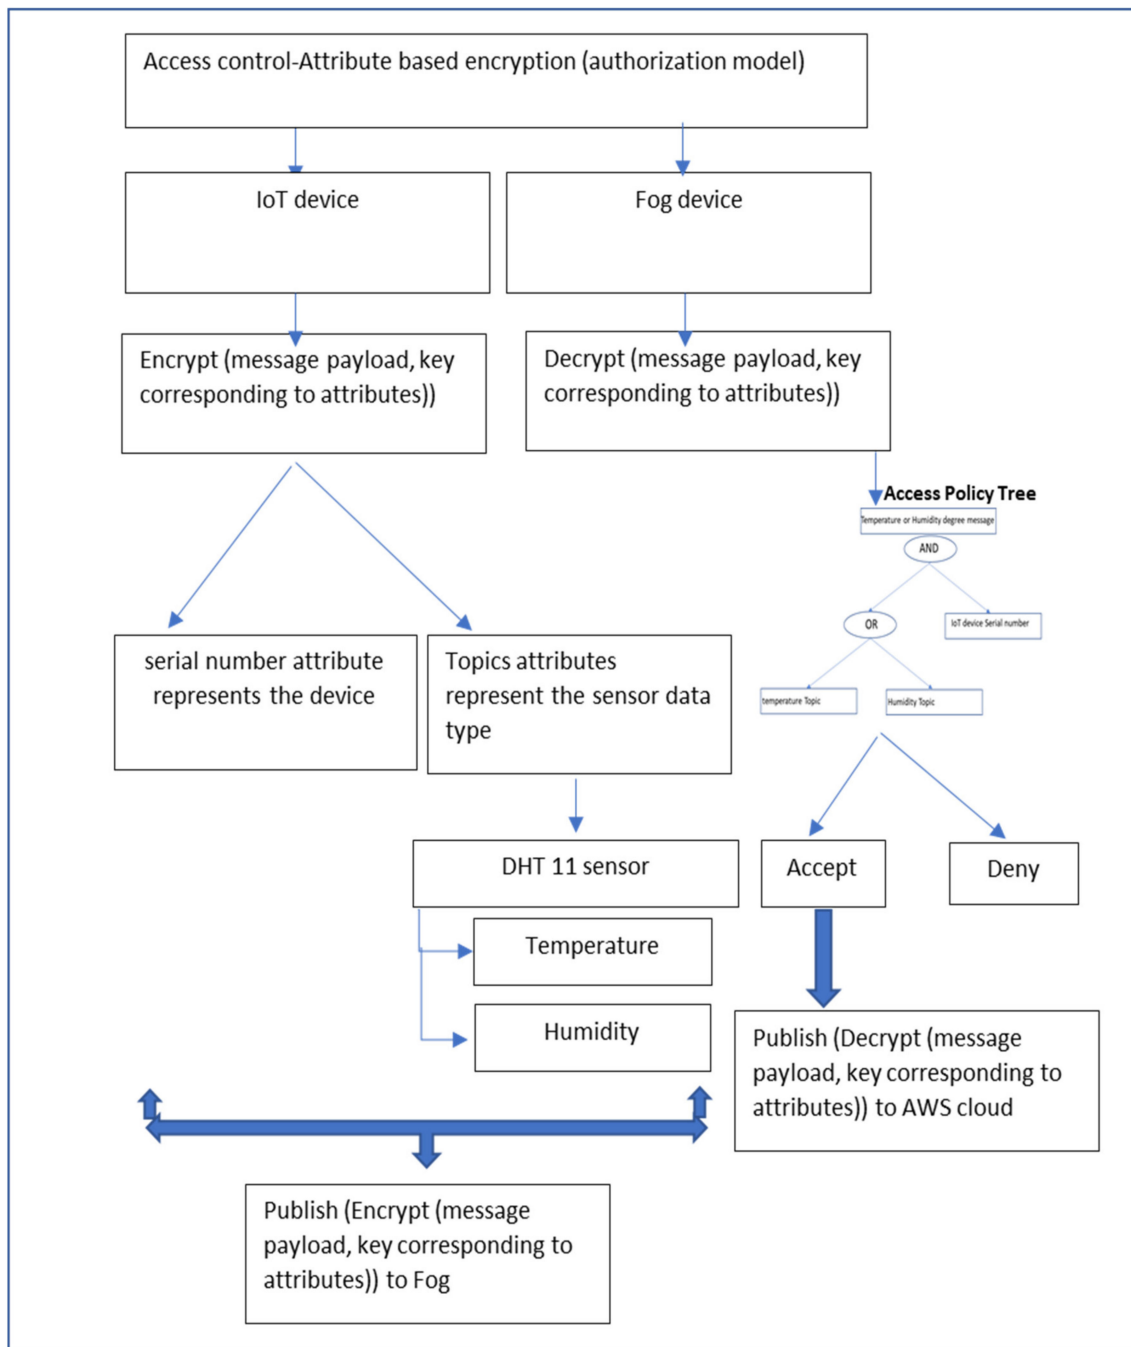 Access control-Attribute based encryption (authorization model)
IoT device
Fog device
Encrypt (message payload, key
corresponding to attributes))
Decrypt (message payload, key
corresponding to attributes))
Access Policy Tree
Temperature or Humidity degree message
AND
OR
IoT device Serial number
temperature Topic
Humidity Topic
serial number attribute
represents the device
Topics attributes
represent the sensor data
type
DHT 11 sensor
Temperature
Humidity
Accept
Deny
Publish (Decrypt (message
payload, key corresponding to
attributes)) to AWS cloud
Publish (Encrypt (message
payload, key corresponding to
attributes)) to Fog